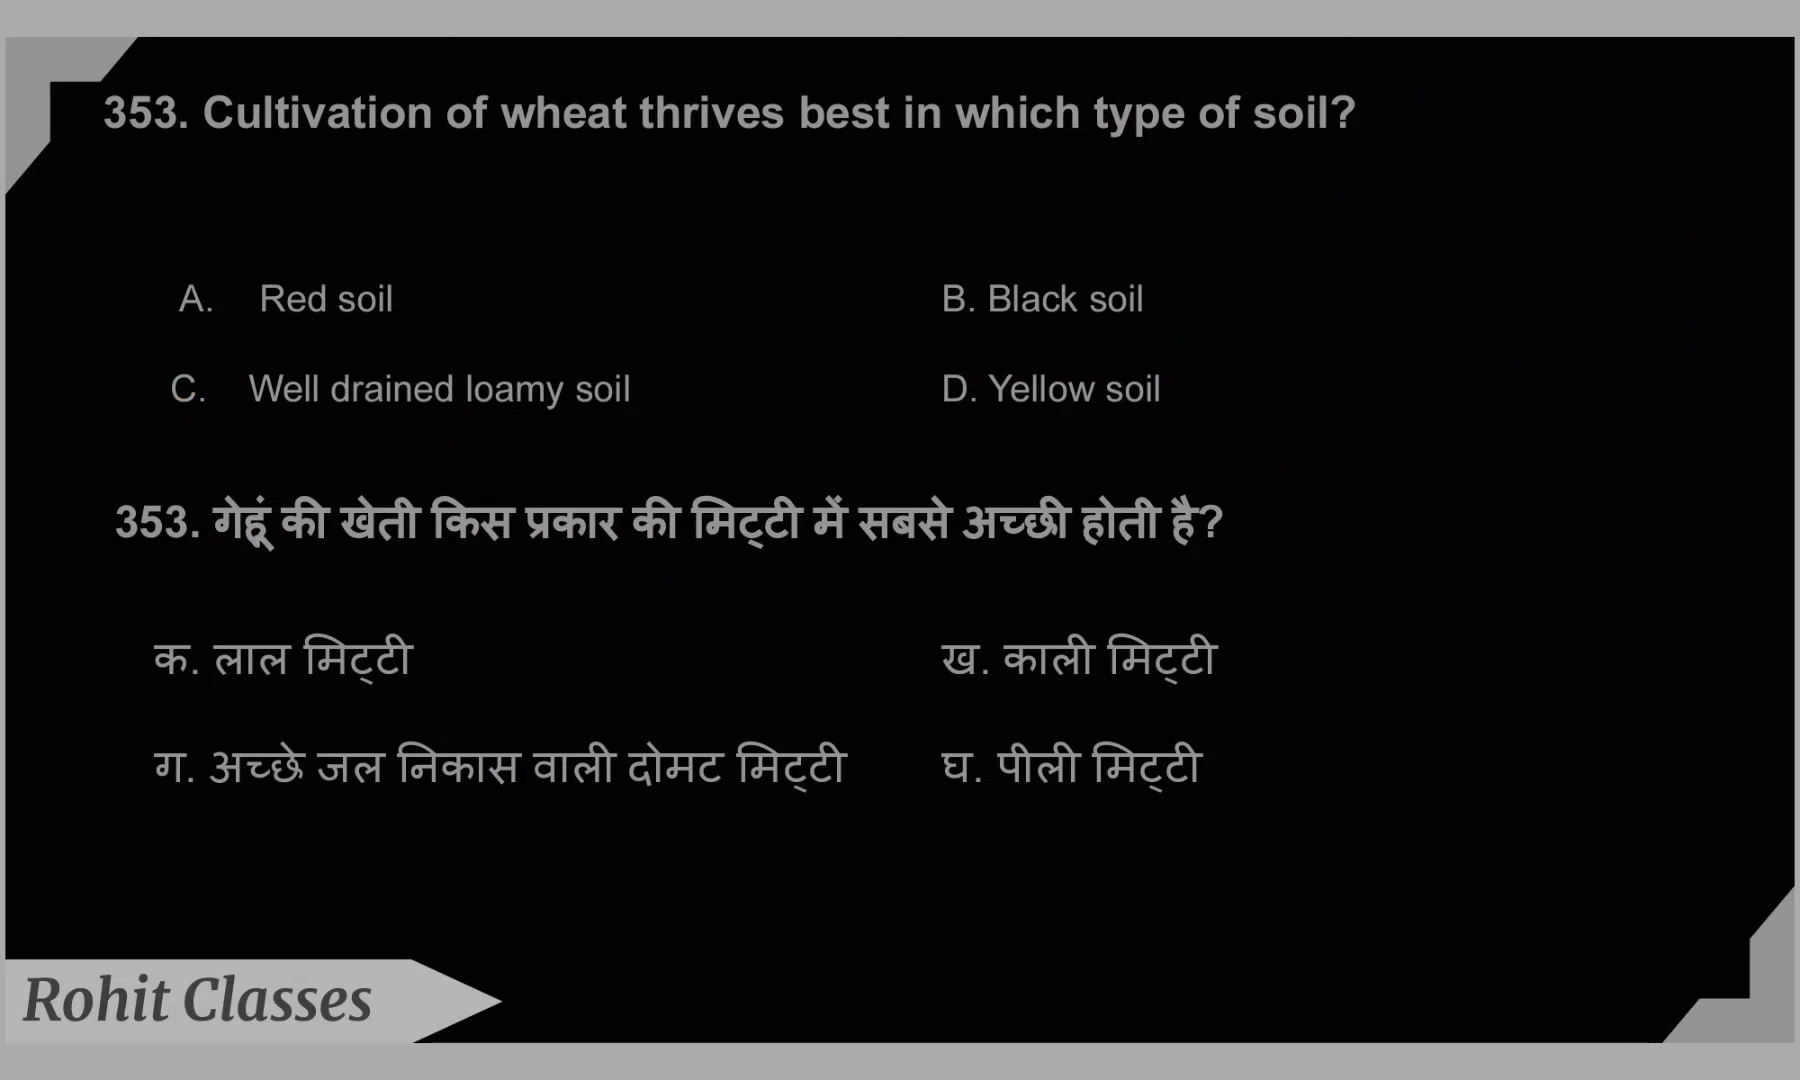 353. Cultivation of wheat thrives best in which type of soil?
A. Red soil B. Black soil
C. Well drained loamy soil D. Yellow soil
353. गेहूं की खेती किस प्रकार की मिट्टी में सबसे अच्छी होती है?
क. लाल मिट्टी ख. काली मिट्टी
ग. अच्छे जल निकास वाली दोमट मिट्टी घ. पीली मिट्टी
Rohit Classes